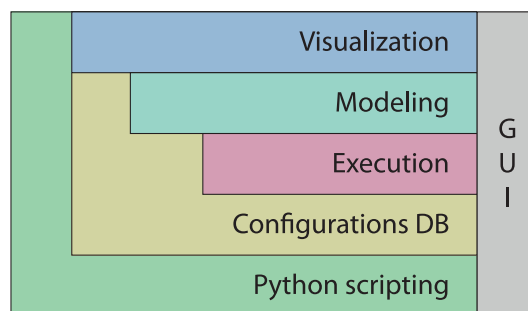 Visualization
Modeling
Execution
Configurations DB
Python scripting
G
U
I